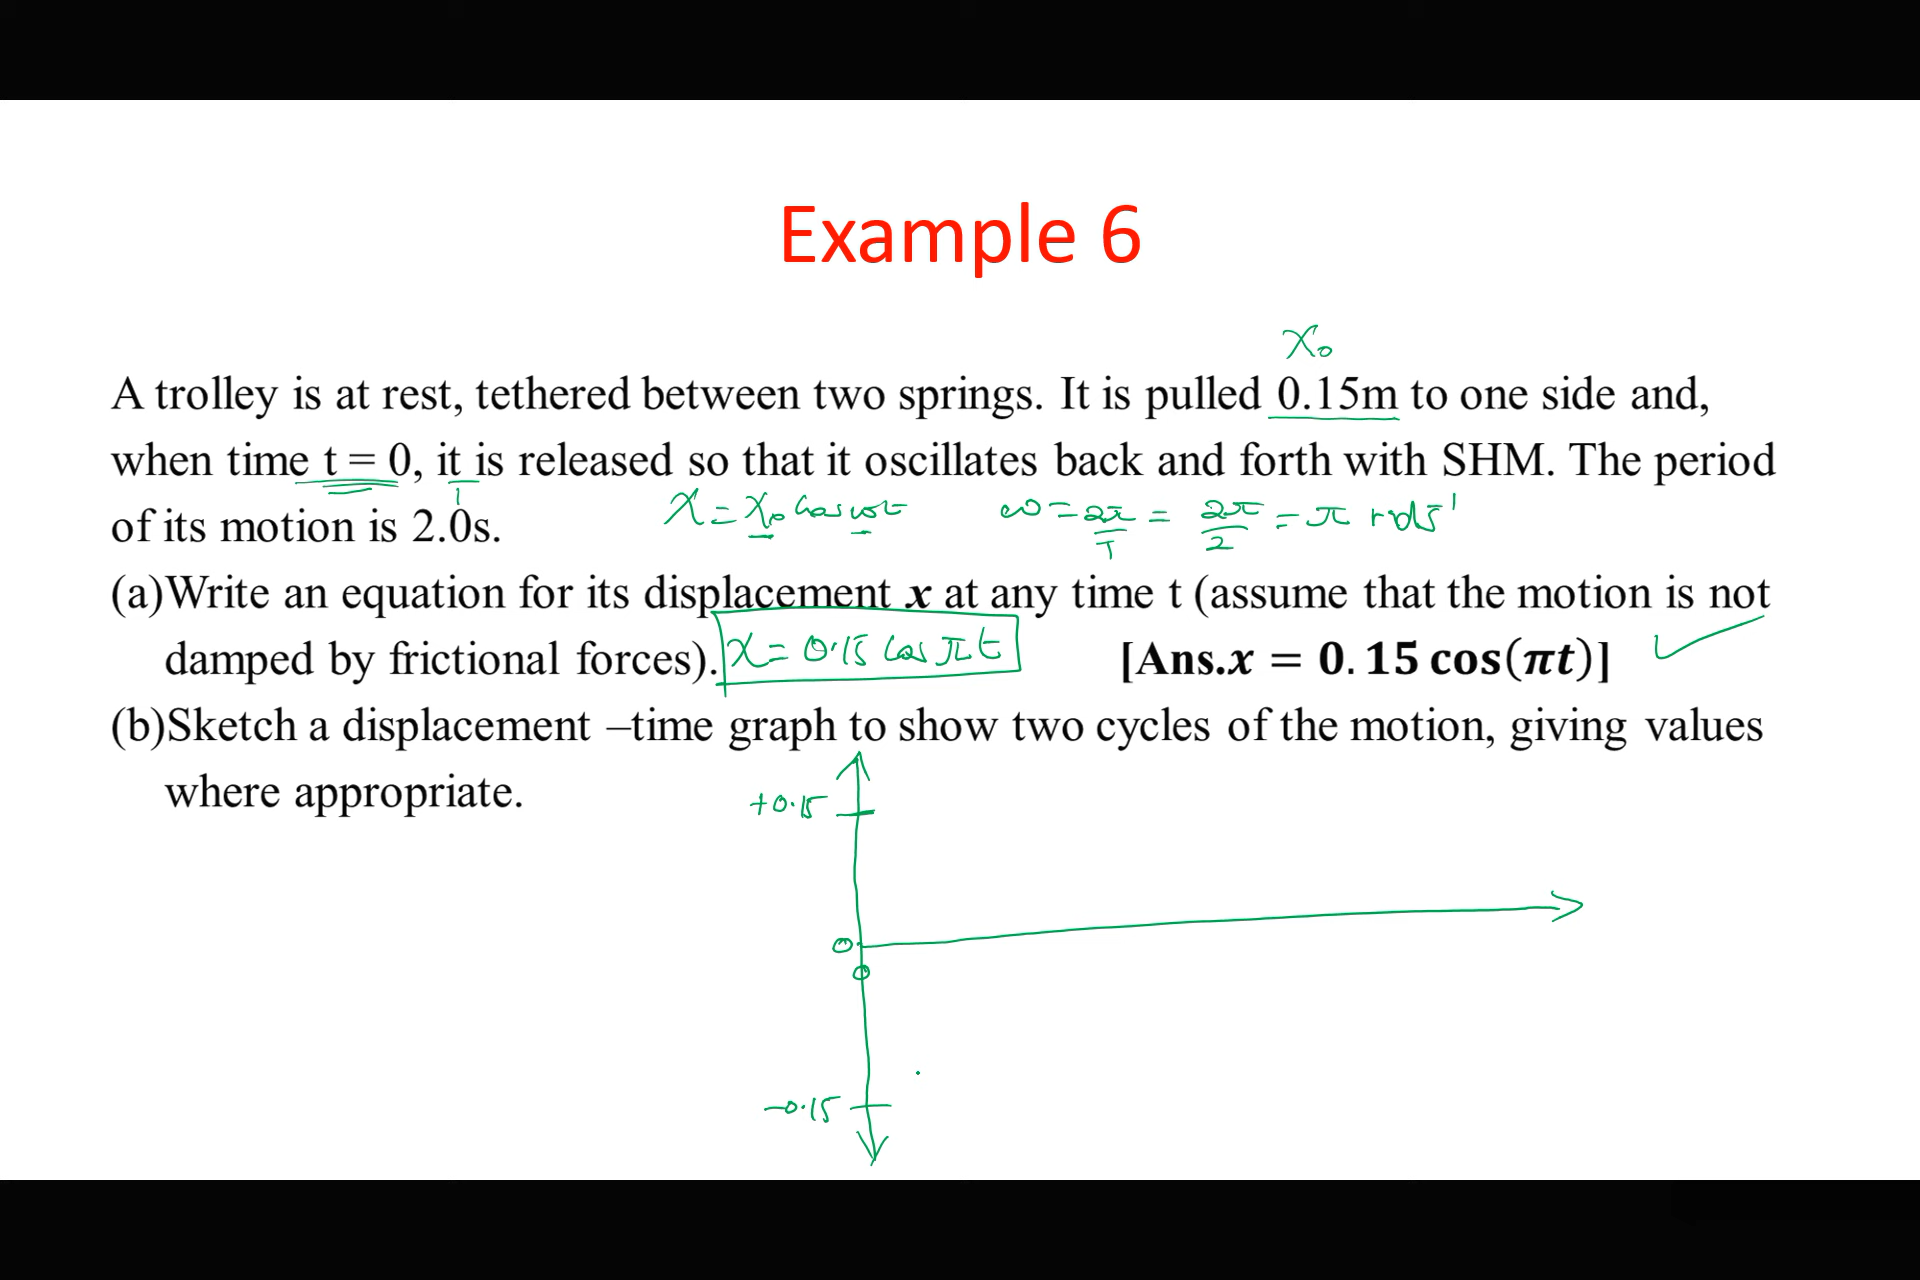 Example 6
x₀
A trolley is at rest, tethered between two springs. It is pulled 0.15m to one side and,
when time t = 0, it is released so that it oscillates back and forth with SHM. The period
T
of its motion is 2.0s.
x = x₀ cos ωt
ω = 2π/T = 2π/2 = π rads⁻¹
(a)Write an equation for its displacement x at any time t (assume that the motion is not
damped by frictional forces).
x = 0.15 cos πt
[Ans.x = 0.15 cos(πt)]
(b)Sketch a displacement –time graph to show two cycles of the motion, giving values
where appropriate.
+0.15
0
0
-0.15